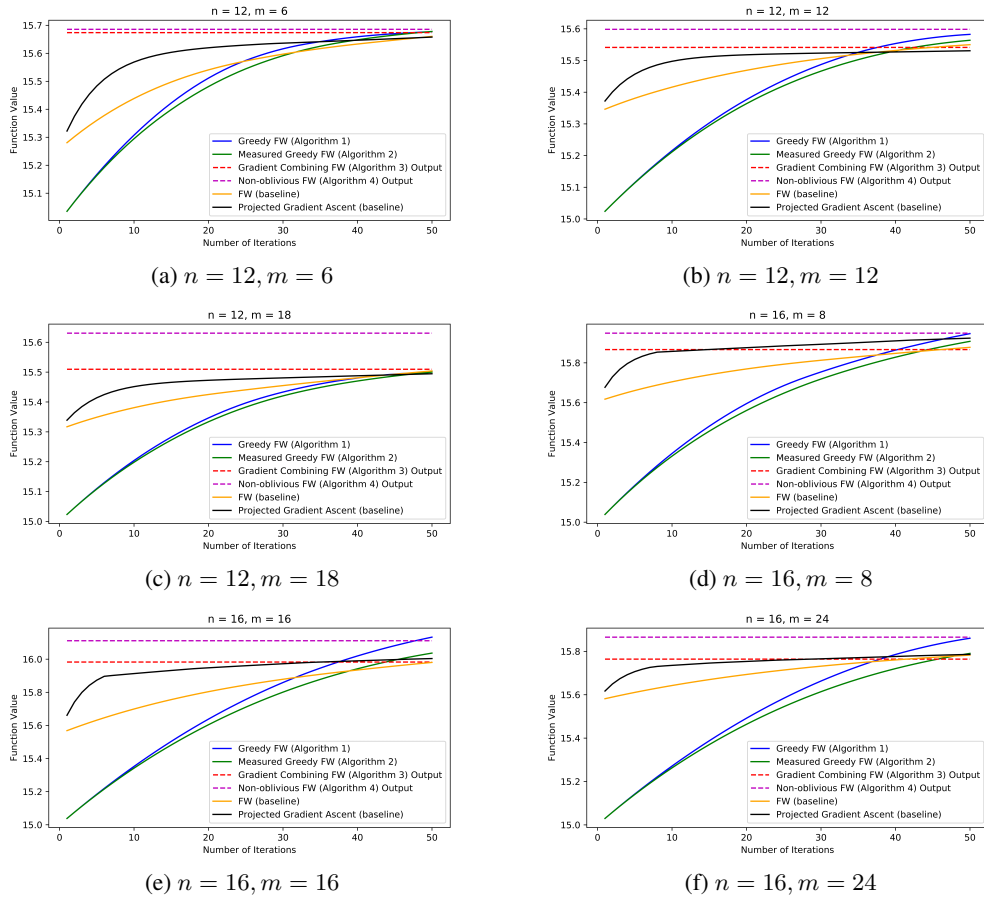 n = 12, m = 6
15.7
15.6
15.5
15.4
15.3
15.2
15.1
Function Value
Greedy FW (Algorithm 1)
Measured Greedy FW (Algorithm 2)
Gradient Combining FW (Algorithm 3) Output
Non-oblivious FW (Algorithm 4) Output
FW (baseline)
Projected Gradient Ascent (baseline)
0 10 20 30 40 50
Number of Iterations
(a) n = 12, m = 6
n = 12, m = 12
15.6
15.5
15.4
15.3
15.2
15.1
15.0
Function Value
Greedy FW (Algorithm 1)
Measured Greedy FW (Algorithm 2)
Gradient Combining FW (Algorithm 3) Output
Non-oblivious FW (Algorithm 4) Output
FW (baseline)
Projected Gradient Ascent (baseline)
0 10 20 30 40 50
Number of Iterations
(b) n = 12, m = 12
n = 12, m = 18
15.6
15.5
15.4
15.3
15.2
15.1
15.0
Function Value
Greedy FW (Algorithm 1)
Measured Greedy FW (Algorithm 2)
Gradient Combining FW (Algorithm 3) Output
Non-oblivious FW (Algorithm 4) Output
FW (baseline)
Projected Gradient Ascent (baseline)
0 10 20 30 40 50
Number of Iterations
(c) n = 12, m = 18
n = 16, m = 8
15.8
15.6
15.4
15.2
15.0
Function Value
Greedy FW (Algorithm 1)
Measured Greedy FW (Algorithm 2)
Gradient Combining FW (Algorithm 3) Output
Non-oblivious FW (Algorithm 4) Output
FW (baseline)
Projected Gradient Ascent (baseline)
0 10 20 30 40 50
Number of Iterations
(d) n = 16, m = 8
n = 16, m = 16
16.0
15.8
15.6
15.4
15.2
15.0
Function Value
Greedy FW (Algorithm 1)
Measured Greedy FW (Algorithm 2)
Gradient Combining FW (Algorithm 3) Output
Non-oblivious FW (Algorithm 4) Output
FW (baseline)
Projected Gradient Ascent (baseline)
0 10 20 30 40 50
Number of Iterations
(e) n = 16, m = 16
n = 16, m = 24
15.8
15.6
15.4
15.2
15.0
Function Value
Greedy FW (Algorithm 1)
Measured Greedy FW (Algorithm 2)
Gradient Combining FW (Algorithm 3) Output
Non-oblivious FW (Algorithm 4) Output
FW (baseline)
Projected Gradient Ascent (baseline)
0 10 20 30 40 50
Number of Iterations
(f) n = 16, m = 24